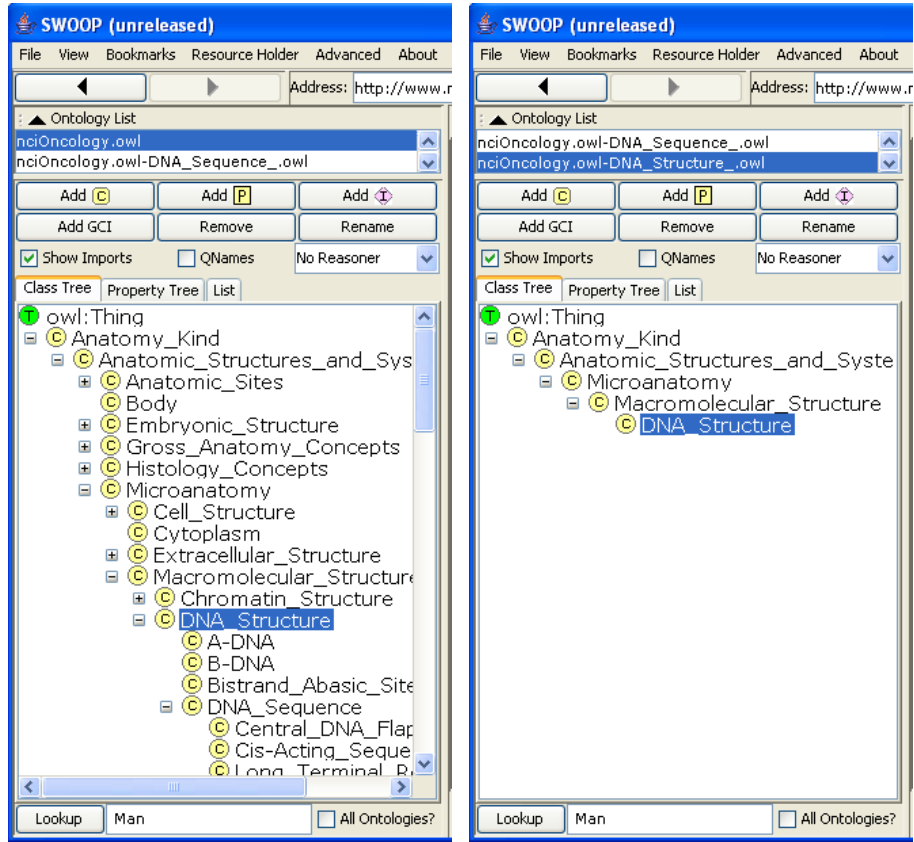 SWOOP (unreleased)
File View Bookmarks Resource Holder Advanced About
Address: http://www.
Ontology List
nciOncology.owl
nciOncology.owl-DNA_Sequence_.owl
Add C Add P Add I
Add GCI Remove Rename
Show Imports QNames No Reasoner
Class Tree Property Tree List
T owl:Thing
C Anatomy_Kind
C Anatomic_Structures_and_Sys
C Anatomic_Sites
C Body
C Embryonic_Structure
C Gross_Anatomy_Concepts
C Histology_Concepts
C Microanatomy
C Cell_Structure
C Cytoplasm
C Extracellular_Structure
C Macromolecular_Structure
C Chromatin_Structure
C DNA_Structure
C A-DNA
C B-DNA
C Bistrand_Abasic_Site
C DNA_Sequence
C Central_DNA_Flap
C Cis-Acting_Seque
C Long_Terminal_R
Lookup Man All Ontologies?
SWOOP (unreleased)
File View Bookmarks Resource Holder Advanced About
Address: http://www.
Ontology List
nciOncology.owl-DNA_Sequence_.owl
nciOncology.owl-DNA_Structure_.owl
Add C Add P Add I
Add GCI Remove Rename
Show Imports QNames No Reasoner
Class Tree Property Tree List
T owl:Thing
C Anatomy_Kind
C Anatomic_Structures_and_Syste
C Microanatomy
C Macromolecular_Structure
C DNA_Structure
Lookup Man All Ontologies?